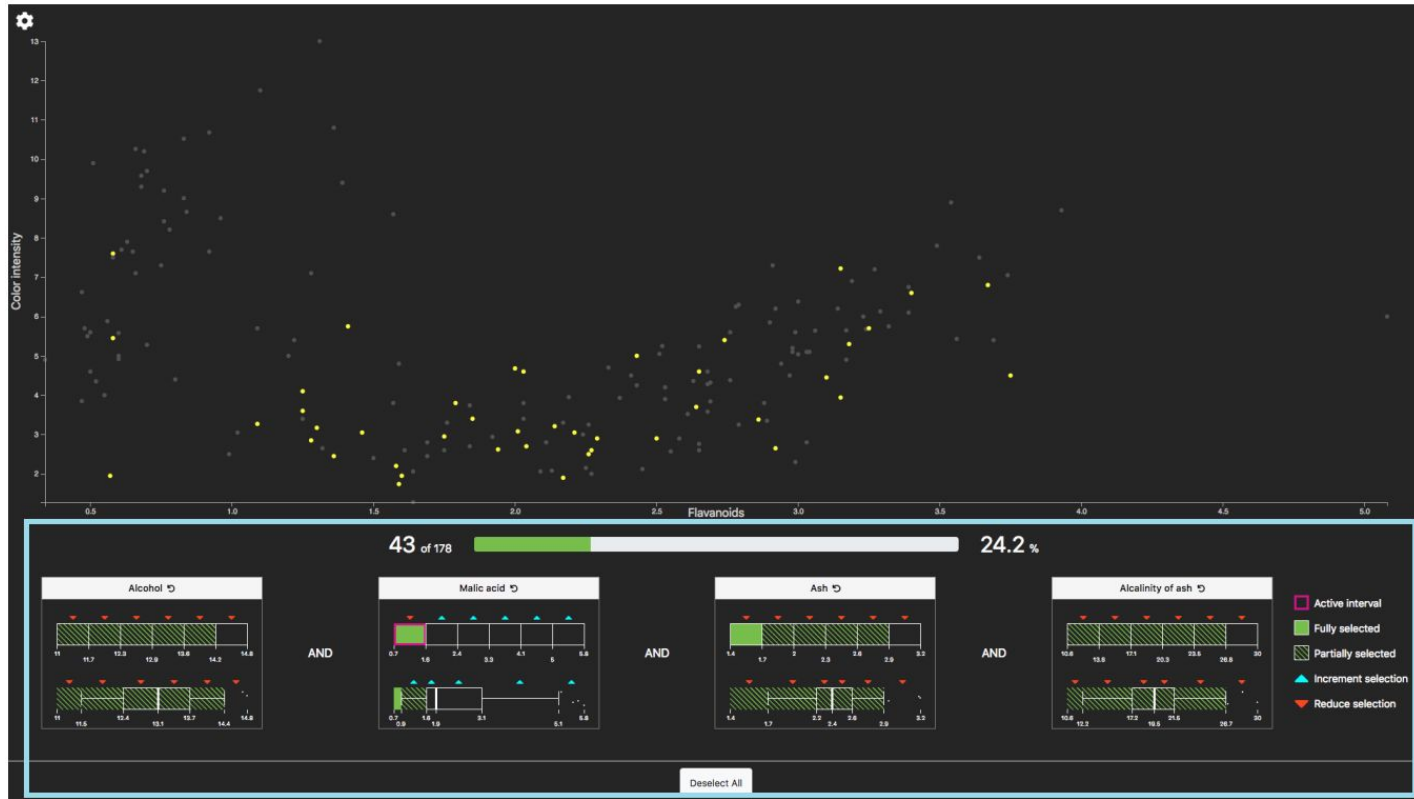 13
12
11
10
9
8
7
6
5
4
3
2
Color intensity
0.5 1.0 1.5 2.0 2.5 3.0 3.5 4.0 4.5 5.0
Flavanoids
43 of 178 24.2 %
Alcohol
11 11.7 12.3 12.9 13.6 14.2 14.8
11 11.5 12.4 13.1 13.7 14.4 14.8
AND
Malic acid
0.7 1.6 2.4 3.3 4.1 5 5.8
0.7 0.9 1.6 1.9 3.1 5.1 5.8
AND
Ash
1.4 1.7 2 2.3 2.6 2.9 3.2
1.4 1.7 2.2 2.4 2.6 2.9 3.2
AND
Alcalinity of ash
10.6 13.8 17.1 20.3 23.5 26.8 30
10.6 12.2 17.2 19.5 21.5 26.7 30
Active interval
Fully selected
Partially selected
Increment selection
Reduce selection
Deselect All